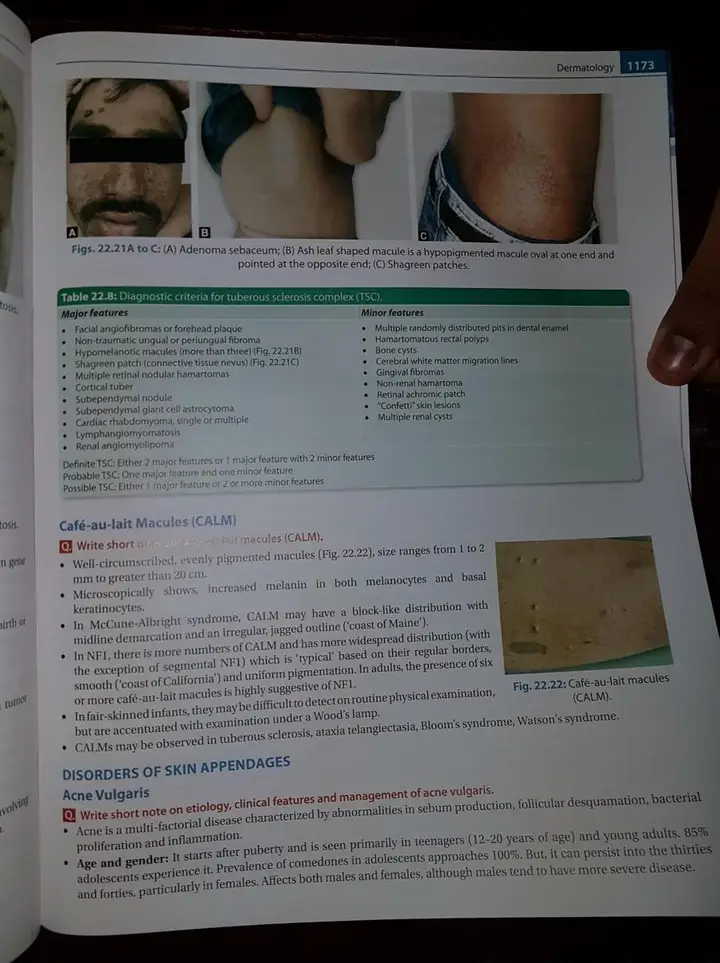 Dermatology 1173
A
B
C
Figs. 22.21A to C: (A) Adenoma sebaceum; (B) Ash leaf shaped macule is a hypopigmented macule oval at one end and
pointed at the opposite end; (C) Shagreen patches.
Table 22.8: Diagnostic criteria for tuberous sclerosis complex (TSC).
Major features
• Facial angiofibromas or forehead plaque
• Non-traumatic ungual or periungual fibroma
• Hypomelanotic macules (more than three) (Fig. 22.21B)
• Shagreen patch (connective tissue nevus) (Fig. 22.21C)
• Multiple retinal nodular hamartomas
• Cortical tuber
• Subependymal nodule
• Subependymal giant cell astrocytoma
• Cardiac rhabdomyoma, single or multiple
• Lymphangiomyomatosis
• Renal angiomyolipoma
Minor features
• Multiple randomly distributed pits in dental enamel
• Hamartomatous rectal polyps
• Bone cysts
• Cerebral white matter migration lines
• Gingival fibromas
• Non-renal hamartoma
• Retinal achromic patch
• "Confetti" skin lesions
• Multiple renal cysts
Definite TSC: Either 2 major features or 1 major feature with 2 minor features
Probable TSC: One major feature and one minor feature
Possible TSC: Either 1 major feature or 2 or more minor features
Café-au-lait Macules (CALM)
Q. Write short macules (CALM).
• Well-circumscribed, evenly pigmented macules (Fig. 22.22), size ranges from 1 to 2
mm to greater than 20 cm.
• Microscopically shows, increased melanin in both melanocytes and basal
keratinocytes.
• In McCune-Albright syndrome, CALM may have a block-like distribution with
midline demarcation and an irregular, jagged outline ('coast of Maine').
• In NF1, there is more numbers of CALM and has more widespread distribution (with
the exception of segmental NF1) which is 'typical' based on their regular borders,
smooth ('coast of California') and uniform pigmentation. In adults, the presence of six
or more café-au-lait macules is highly suggestive of NF1.
• In fair-skinned infants, they may be difficult to detect on routine physical examination,
but are accentuated with examination under a Wood's lamp.
• CALMs may be observed in tuberous sclerosis, ataxia telangiectasia, Bloom's syndrome, Watson's syndrome.
Fig. 22.22: Café-au-lait macules
(CALM).
DISORDERS OF SKIN APPENDAGES
Acne Vulgaris
Q. Write short note on etiology, clinical features and management of acne vulgaris.
• Acne is a multi-factorial disease characterized by abnormalities in sebum production, follicular desquamation, bacterial
proliferation and inflammation.
• Age and gender: It starts after puberty and is seen primarily in teenagers (12–20 years of age) and young adults. 85%
adolescents experience it. Prevalence of comedones in adolescents approaches 100%. But, it can persist into the thirties
and forties, particularly in females. Affects both males and females, although males tend to have more severe disease.